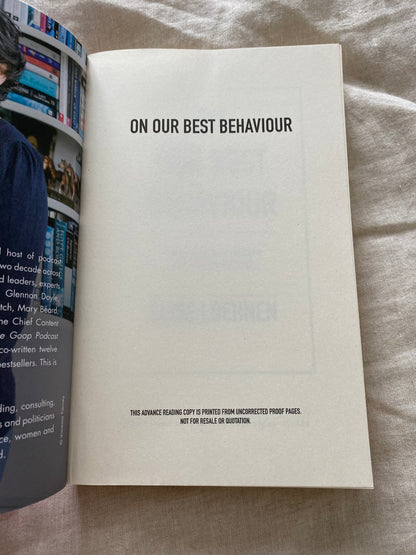 l host of podcast
wo decade across
d leaders, experts
Glennon Doyle,
tch, Mary Beard,
he Chief Content
e Goop Podcast
co-written twelve
estsellers. This is
ding, consulting,
s and politicians
ce, women and
d.
ON OUR BEST BEHAVIOUR
THIS ADVANCE READING COPY IS PRINTED FROM UNCORRECTED PROOF PAGES.
NOT FOR RESALE OR QUOTATION.